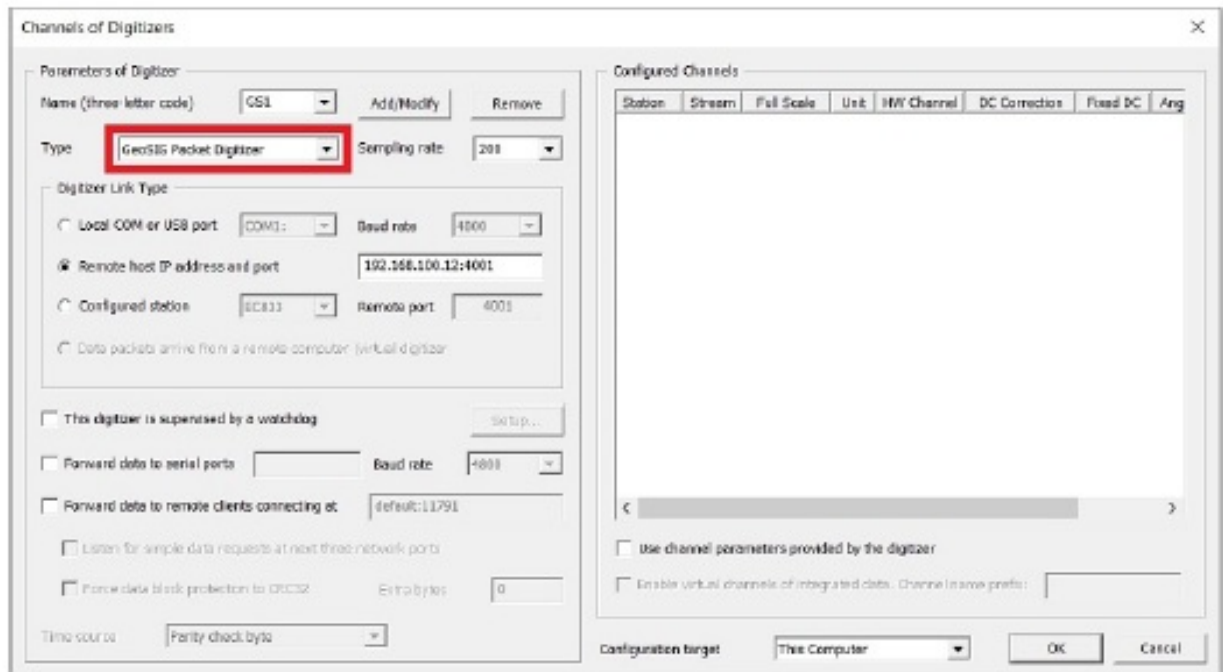 Channels of Digitizers
Parameters of Digitizer
Name (three-letter code) GS1 Add/Modify Remove
Type GeoSIG Packet Digitizer Sampling rate 200
Digitizer Link Type
Local COM or USB port COM1: Baud rate 4800
Remote host IP address and port 192.168.100.12:4001
Configured station Remote port 4001
Data packets arrive from a remote computer (virtual digitizer
This digitizer is supervised by a watchdog Setup...
Forward data to serial ports Baud rate 4800
Forward data to remote clients connecting at default:11791
Listen for simple data requests at next three network ports
Force data block protection to CRC32 Extra bytes 0
Time source Parity check byte
Configured Channels
Station Stream Full Scale Unit HW Channel DC Correction Fixed DC Ang
Use channel parameters provided by the digitizer
Enable virtual channels of integrated data. Channel name prefix:
Configuration target This Computer OK Cancel